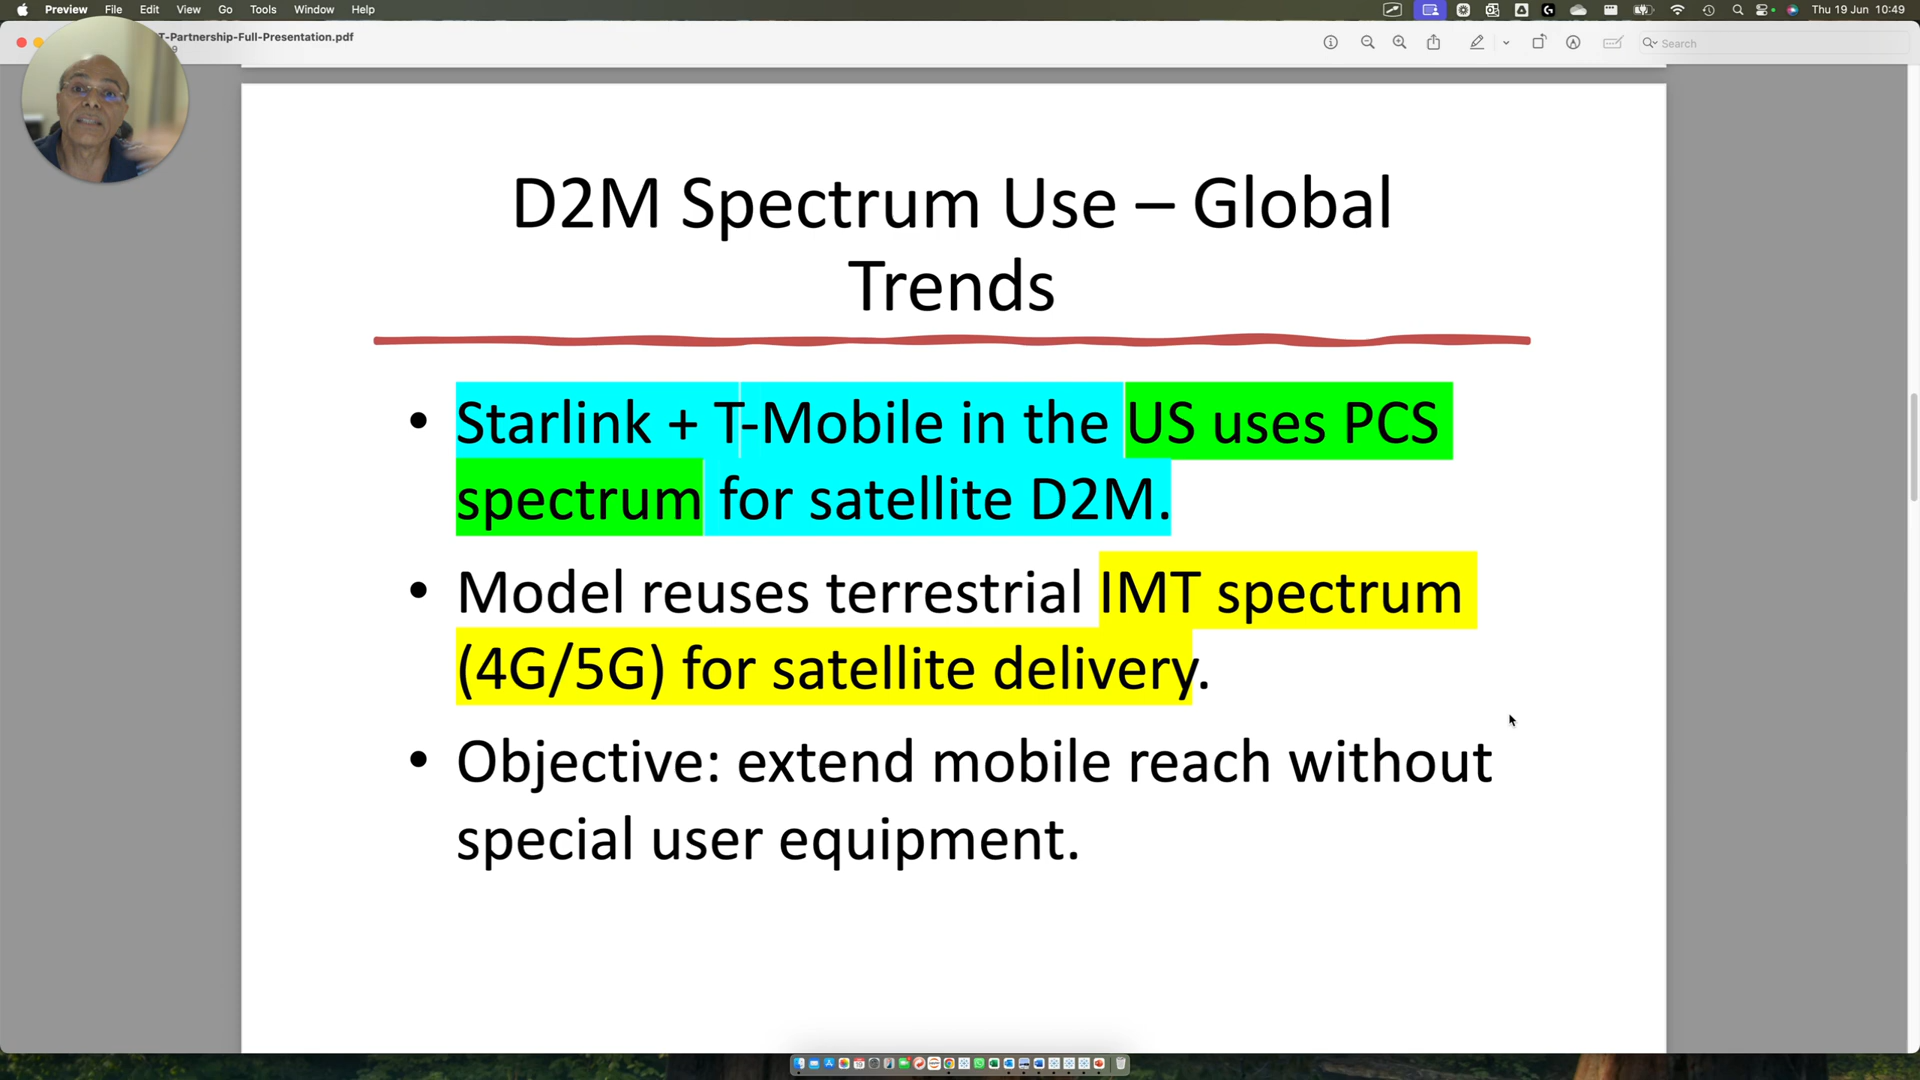 Preview File Edit View Go Tools Window Help
Thu 19 Jun 10:49
T-Partnership-Full-Presentation.pdf
Search
D2M Spectrum Use – Global
Trends
• Starlink + T-Mobile in the US uses PCS
spectrum for satellite D2M.
• Model reuses terrestrial IMT spectrum
(4G/5G) for satellite delivery.
• Objective: extend mobile reach without
special user equipment.